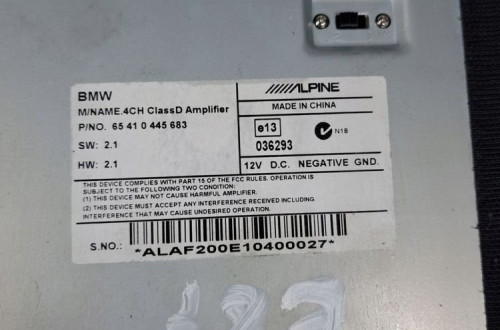 BMW
M/NAME.4CH ClassD Amplifier
P/NO. 65 41 0 445 683
SW: 2.1
HW: 2.1
ALPINE
MADE IN CHINA
e13
036293
N18
12V D.C. NEGATIVE GND.
THIS DEVICE COMPLIES WITH PART 15 OF THE FCC RULES. OPERATION IS
SUBJECT TO THE FOLLOWING TWO CONDITION:
(1) THIS DEVICE MAY NOT CAUSE HARMFUL AMPLIFIER.
(2) THIS DEVICE MUST ACCEPT ANY INTERFERENCE RECEIVED INCLUDING
INTERFERENCE THAT MAY CAUSE UNDESIRED OPERATION.
S.NO.:
*ALAF200E10400027*